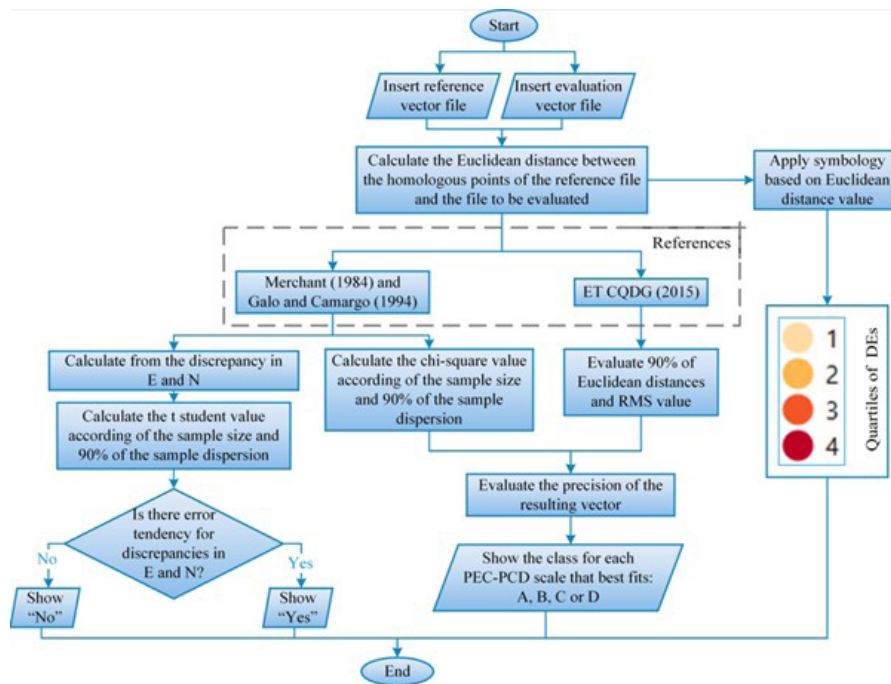 Start
Insert reference
vector file
Insert evaluation
vector file
Calculate the Euclidean distance between
the homologous points of the reference file
and the file to be evaluated
Apply symbology
based on Euclidean
distance value
References
Merchant (1984) and
Galo and Camargo (1994)
ET CQDG (2015)
Calculate from the discrepancy in
E and N
Calculate the chi-square value
according of the sample size
and 90% of the sample
dispersion
Evaluate 90% of
Euclidean distances
and RMS value
1
2
3
4
Quartiles of DEs
Calculate the t student value
according of the sample size and
90% of the sample dispersion
Evaluate the precision of the
resulting vector
Is there error
tendency for
discrepancies in
E and N?
No
Yes
Show the class for each
PEC-PCD scale that best fits:
A, B, C or D
Show
“No”
Show
“Yes”
End